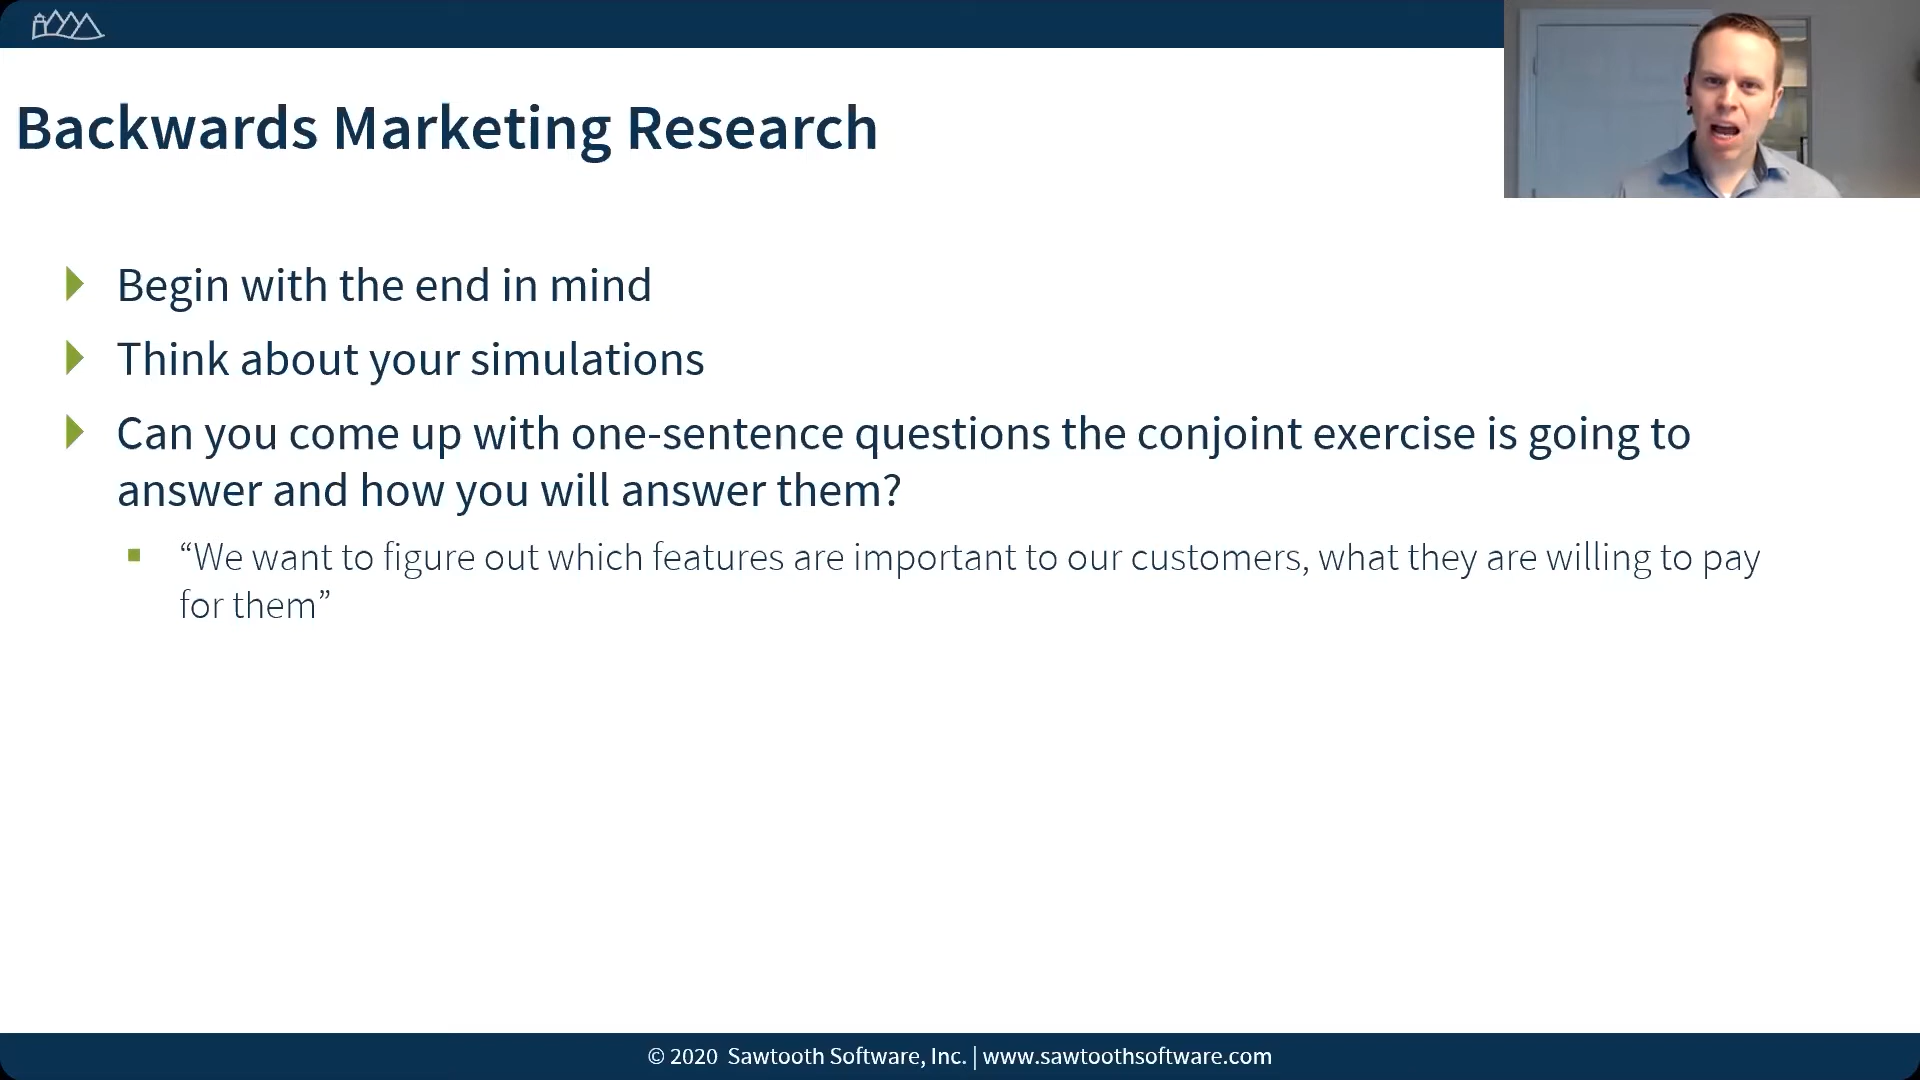 Backwards Marketing Research
Begin with the end in mind
Think about your simulations
Can you come up with one-sentence questions the conjoint exercise is going to
answer and how you will answer them?
“We want to figure out which features are important to our customers, what they are willing to pay
for them”
© 2020 Sawtooth Software, Inc. | www.sawtoothsoftware.com